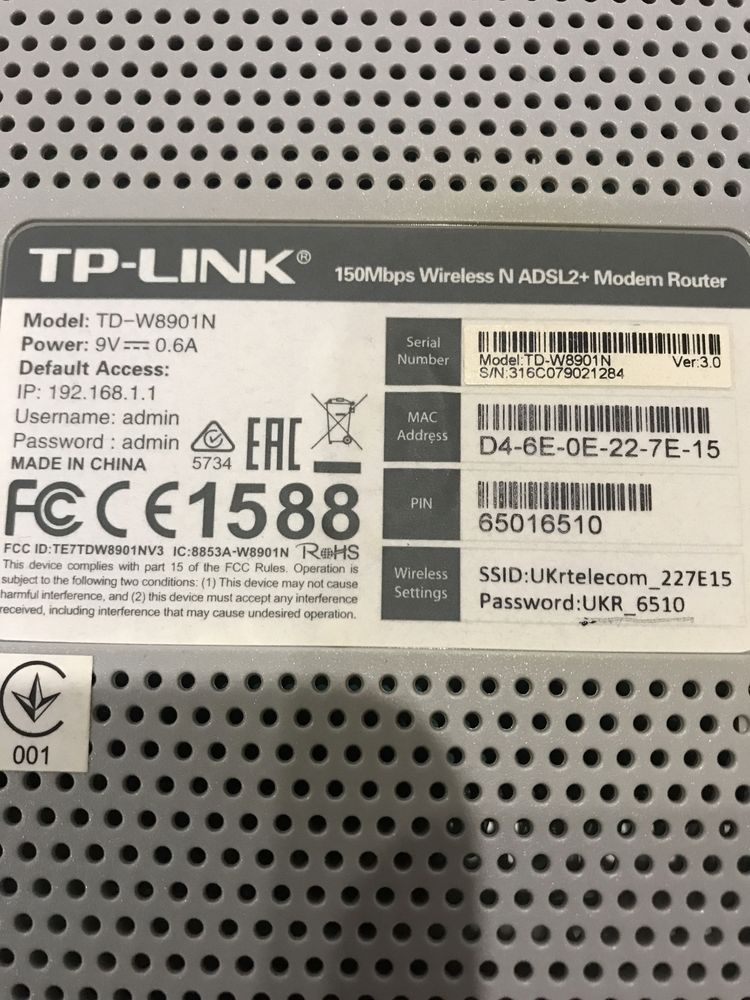 TP-LINK®
150Mbps Wireless N ADSL2+ Modem Router
Model: TD-W8901N
Power: 9V⎓ 0.6A
Default Access:
IP: 192.168.1.1
Username: admin
Password : admin
MADE IN CHINA
5734
EAC
FCC CE1588
FCC ID:TE7TDW8901NV3 IC:8853A-W8901N RoHS
This device complies with part 15 of the FCC Rules. Operation is
subject to the following two conditions: (1) This device may not cause
harmful interference, and (2) this device must accept any interference
received, including interference that may cause undesired operation.
Serial
Number
Model:TD-W8901N Ver:3.0
S/N:316C079021284
MAC
Address
D4-6E-0E-22-7E-15
PIN
65016510
Wireless
Settings
SSID:UKrtelecom_227E15
Password:UKR_6510
001